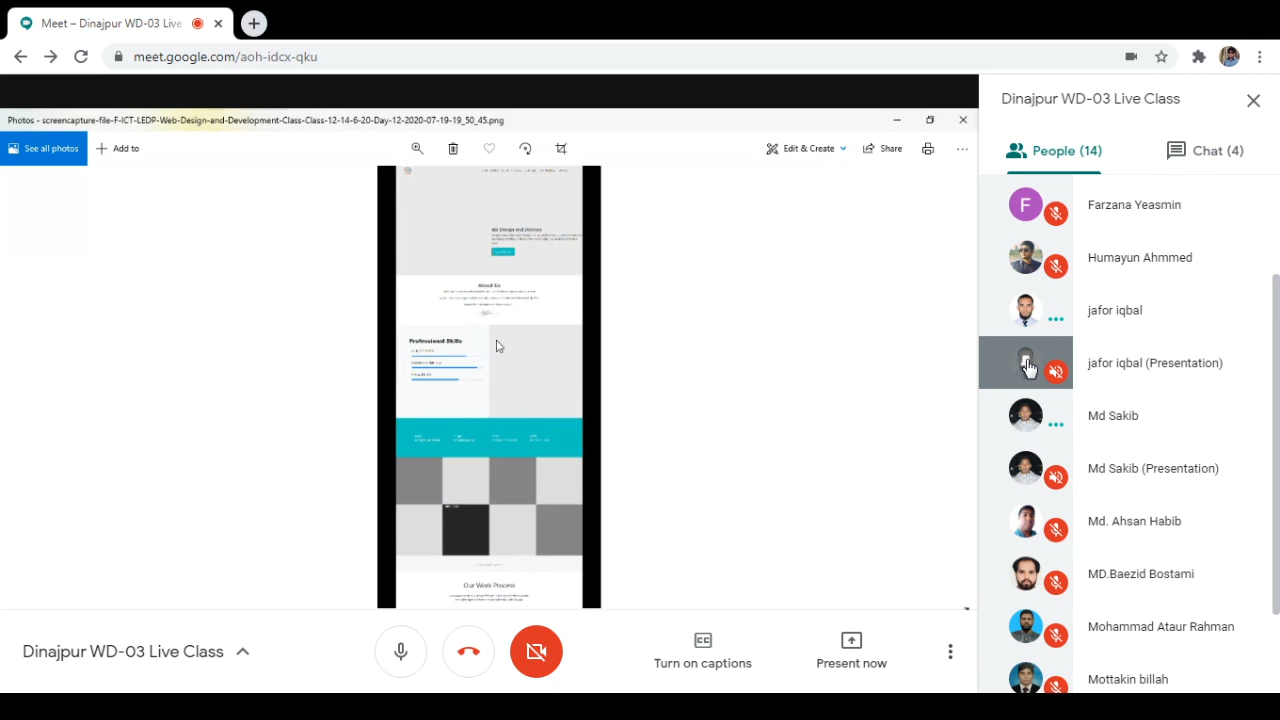 Meet – Dinajpur WD-03 Live
meet.google.com/aoh-idcx-qku
Dinajpur WD-03 Live Class
Photos - screencapture-file-F-ICT-LEDP-Web-Design-and-Development-Class-Class-12-14-6-20-Day-12-2020-07-19-19_50_45.png
See all photos
Add to
Edit & Create
Share
People (14)
Chat (4)
About Us
Professional Skills
Our Work Process
F
Farzana Yeasmin
Humayun Ahmmed
jafor iqbal
jafor iqbal (Presentation)
Md Sakib
Md Sakib (Presentation)
Md. Ahsan Habib
MD.Baezid Bostami
Mohammad Ataur Rahman
Mottakin billah
Dinajpur WD-03 Live Class
Turn on captions
Present now